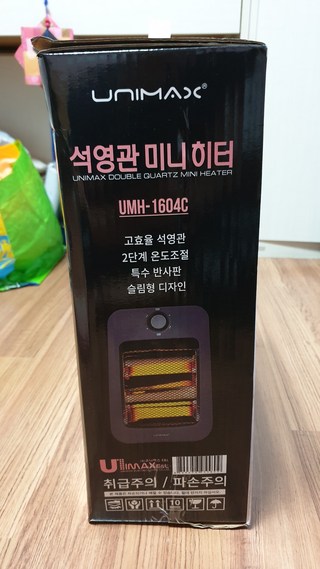 UNIMAX®
석영관 미니히터
UNIMAX DOUBLE QUARTZ MINI HEATER
UMH-1604C
고효율 석영관
2단계 온도조절
특수 반사판
슬림형 디자인
UNIMAX
취급주의 / 파손주의
10